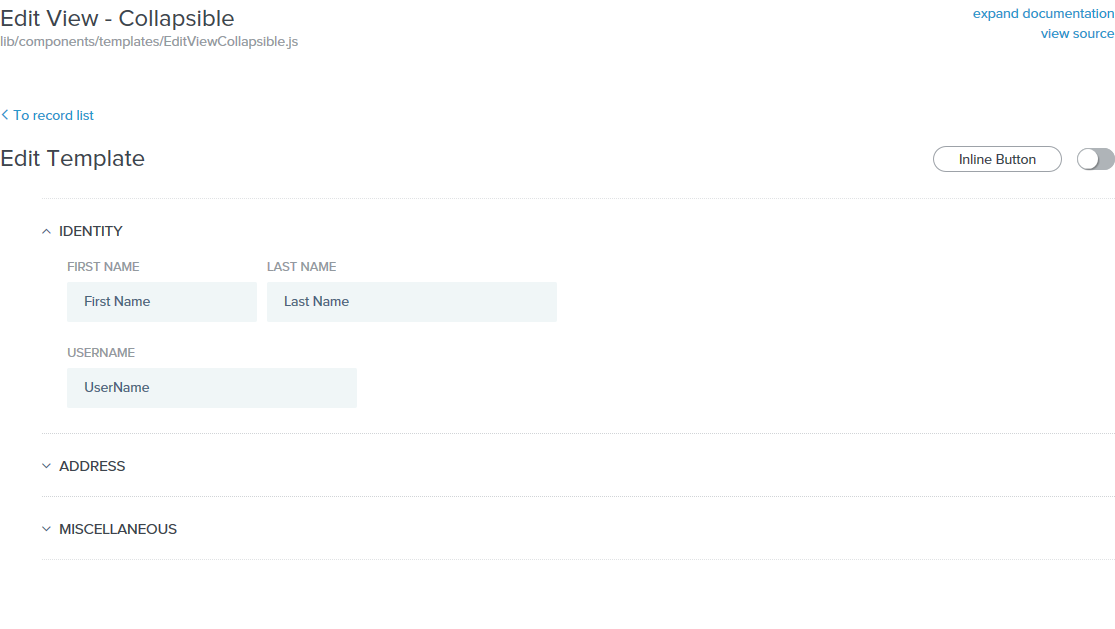 Edit View - Collapsible
expand documentation
lib/components/templates/EditViewCollapsible.js
view source
To record list
Edit Template
Inline Button
IDENTITY
FIRST NAME LAST NAME
First Name Last Name
USERNAME
UserName
ADDRESS
MISCELLANEOUS